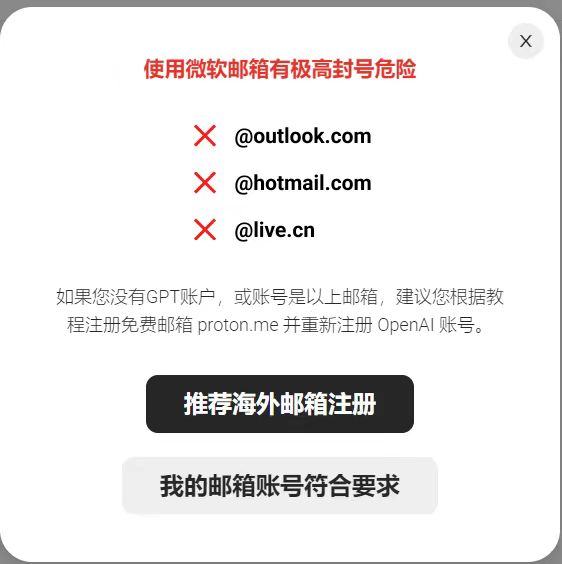 X
使用微软邮箱有极高封号危险
@outlook.com
@hotmail.com
@live.cn
如果您没有GPT账户，或账号是以上邮箱，建议您根据教
程注册免费邮箱 proton.me 并重新注册 OpenAI 账号。
推荐海外邮箱注册
我的邮箱账号符合要求